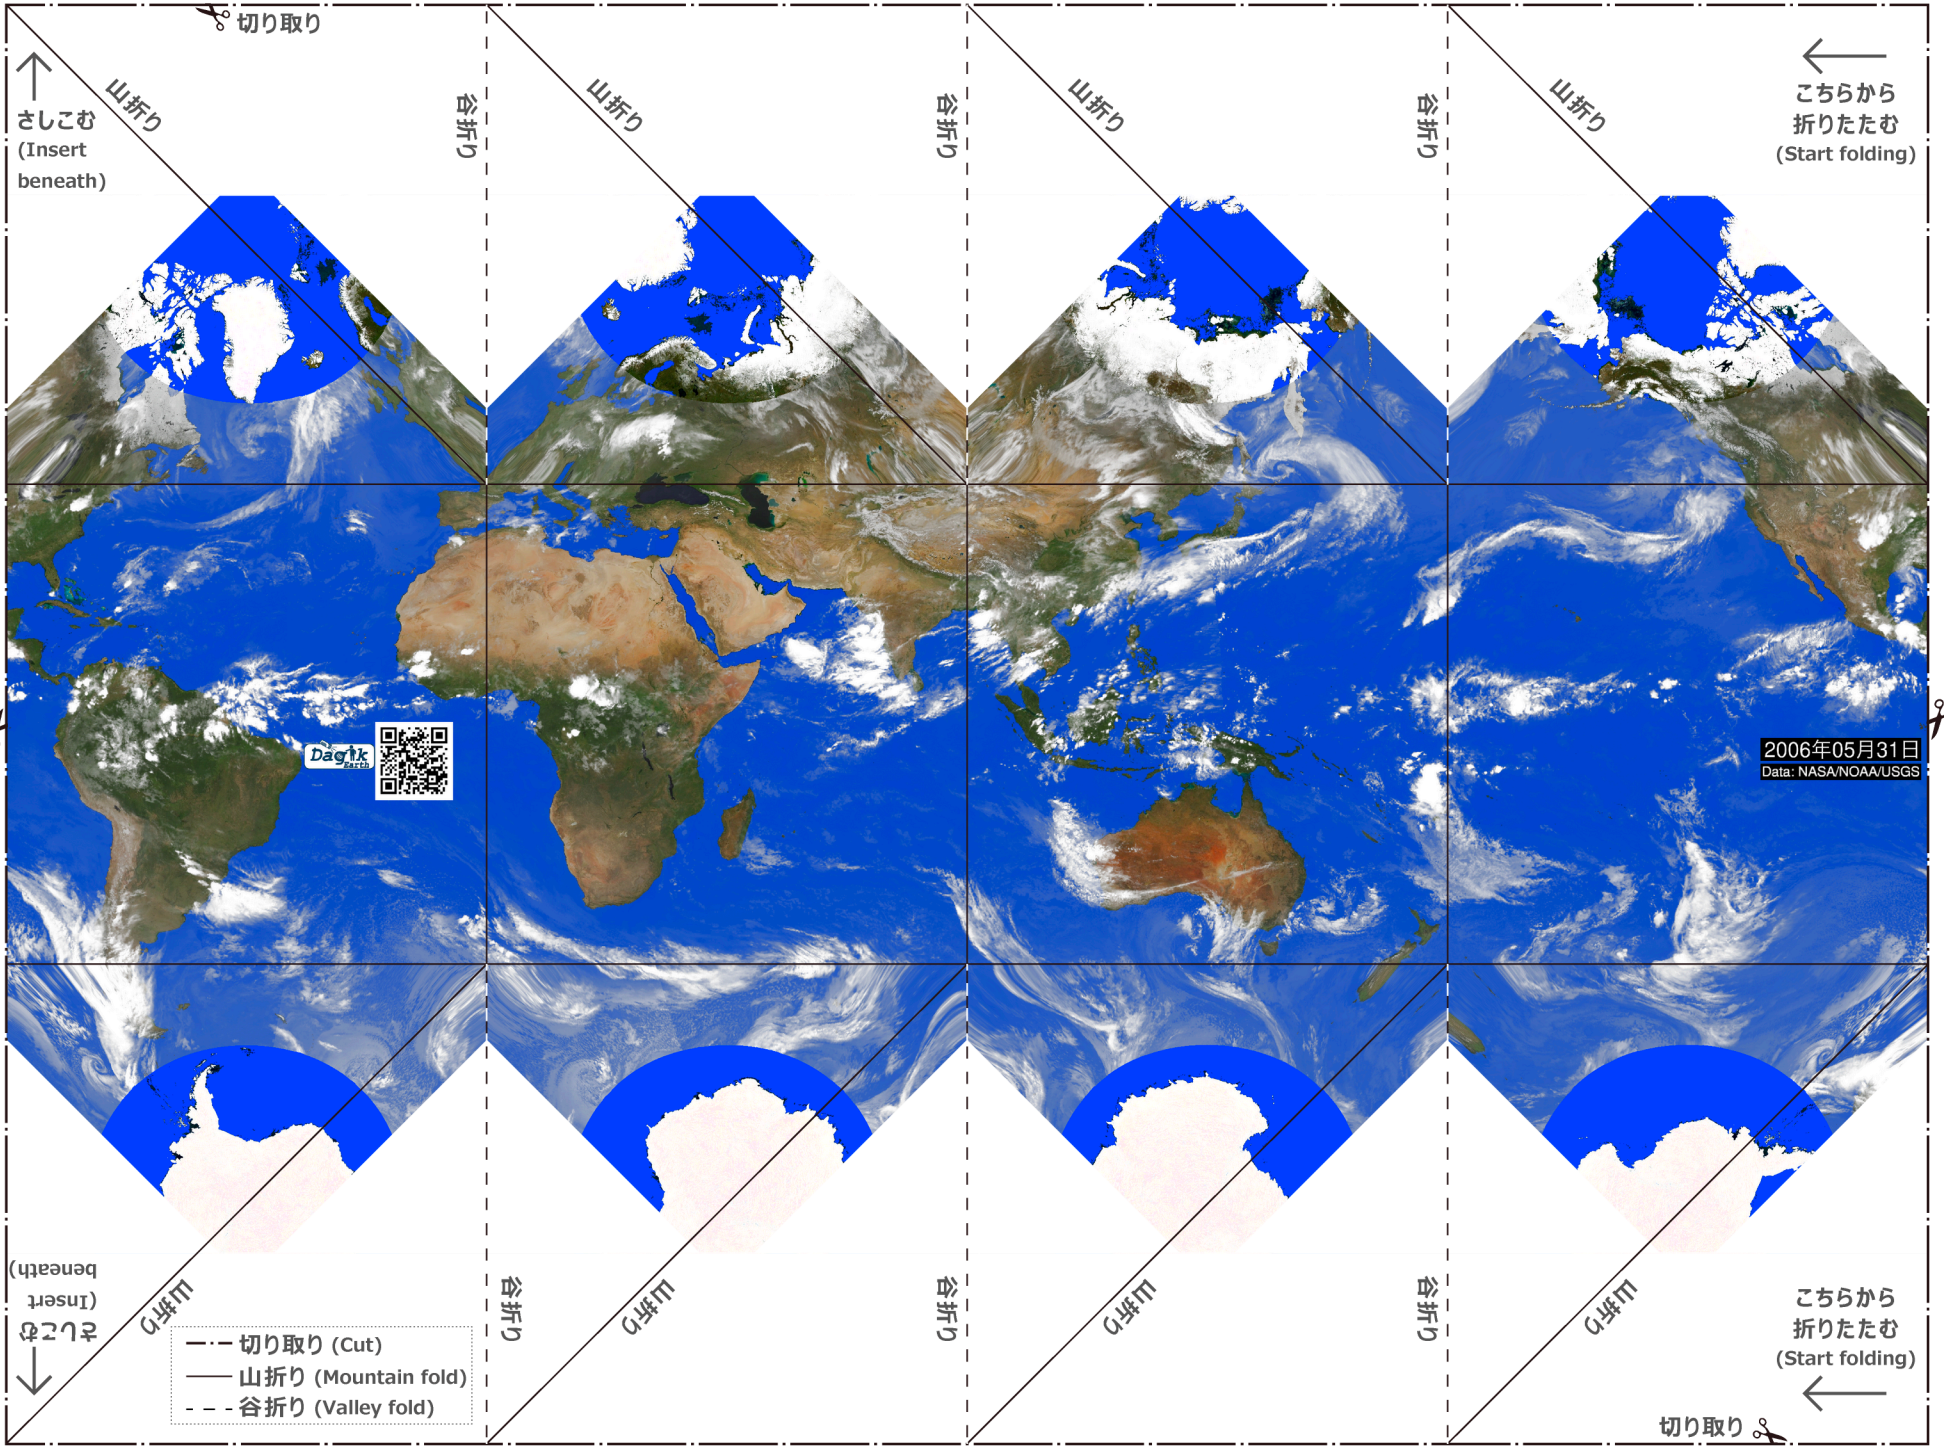 切り取り
山折り
谷折り
山折り
谷折り
山折り
谷折り
山折り
さしこむ
(Insert
beneath)
こちらから
折りたたむ
(Start folding)
Dagik
Earth
2006年05月31日
Data: NASA/NOAA/USGS
さしこむ
(Insert
beneath)
山折り
谷折り
山折り
谷折り
山折り
谷折り
山折り
こちらから
折りたたむ
(Start folding)
切り取り (Cut)
山折り (Mountain fold)
谷折り (Valley fold)
切り取り